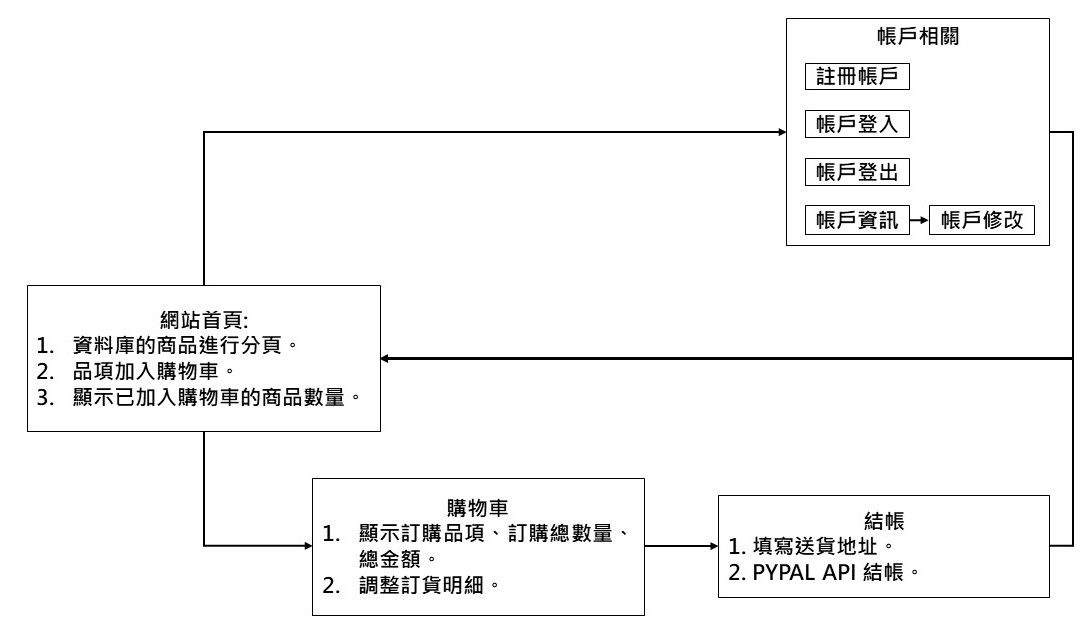 帳戶相關
註冊帳戶
帳戶登入
帳戶登出
帳戶資訊
帳戶修改
網站首頁:
1. 資料庫的商品進行分頁。
2. 品項加入購物車。
3. 顯示已加入購物車的商品數量。
購物車
1. 顯示訂購品項、訂購總數量、
總金額。
2. 調整訂貨明細。
結帳
1. 填寫送貨地址。
2. PYPAL API 結帳。